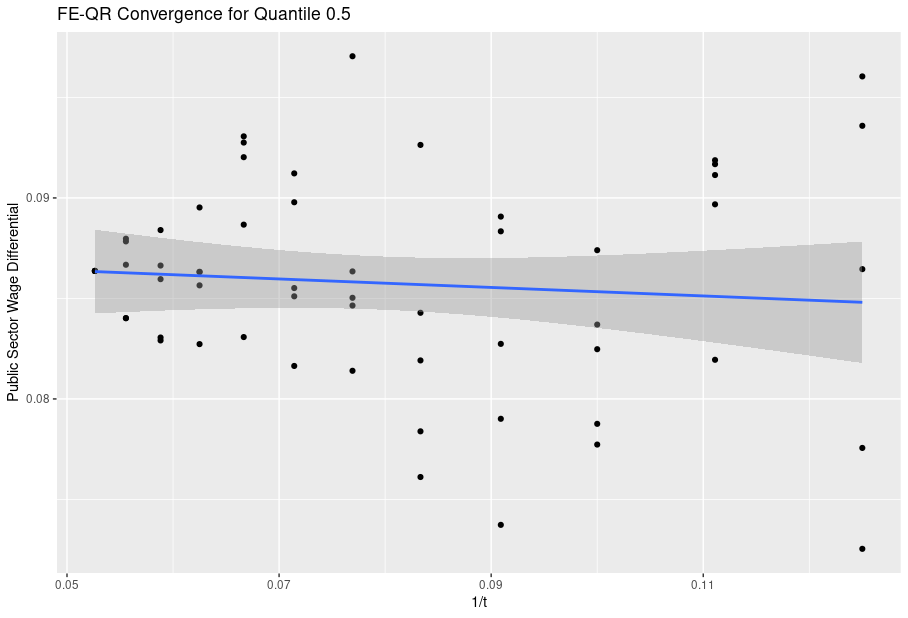 FE-QR Convergence for Quantile 0.5
Public Sector Wage Differential
0.09
0.08
0.05
0.07
0.09
0.11
1/t